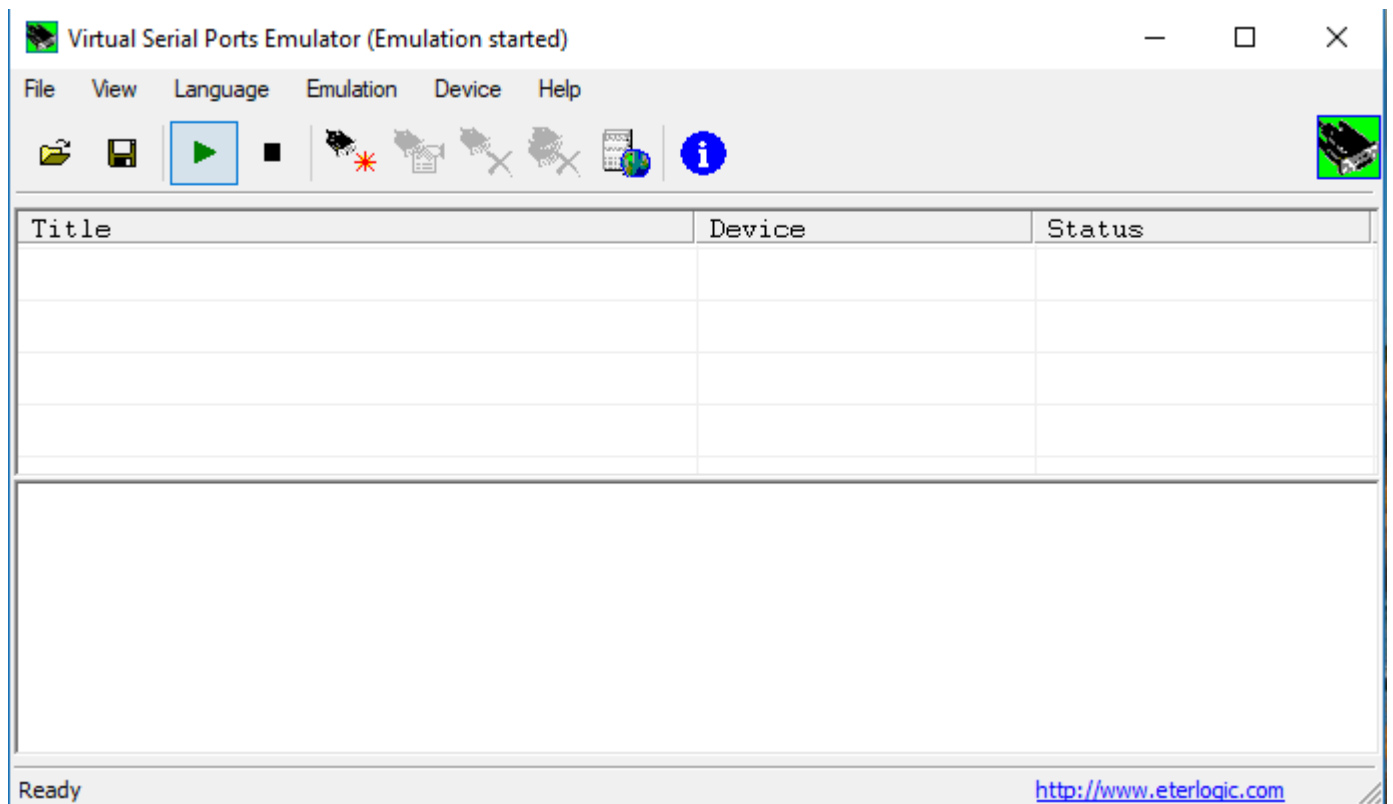 Virtual Serial Ports Emulator (Emulation started)
File View Language Emulation Device Help
Title Device Status
Ready http://www.eterlogic.com